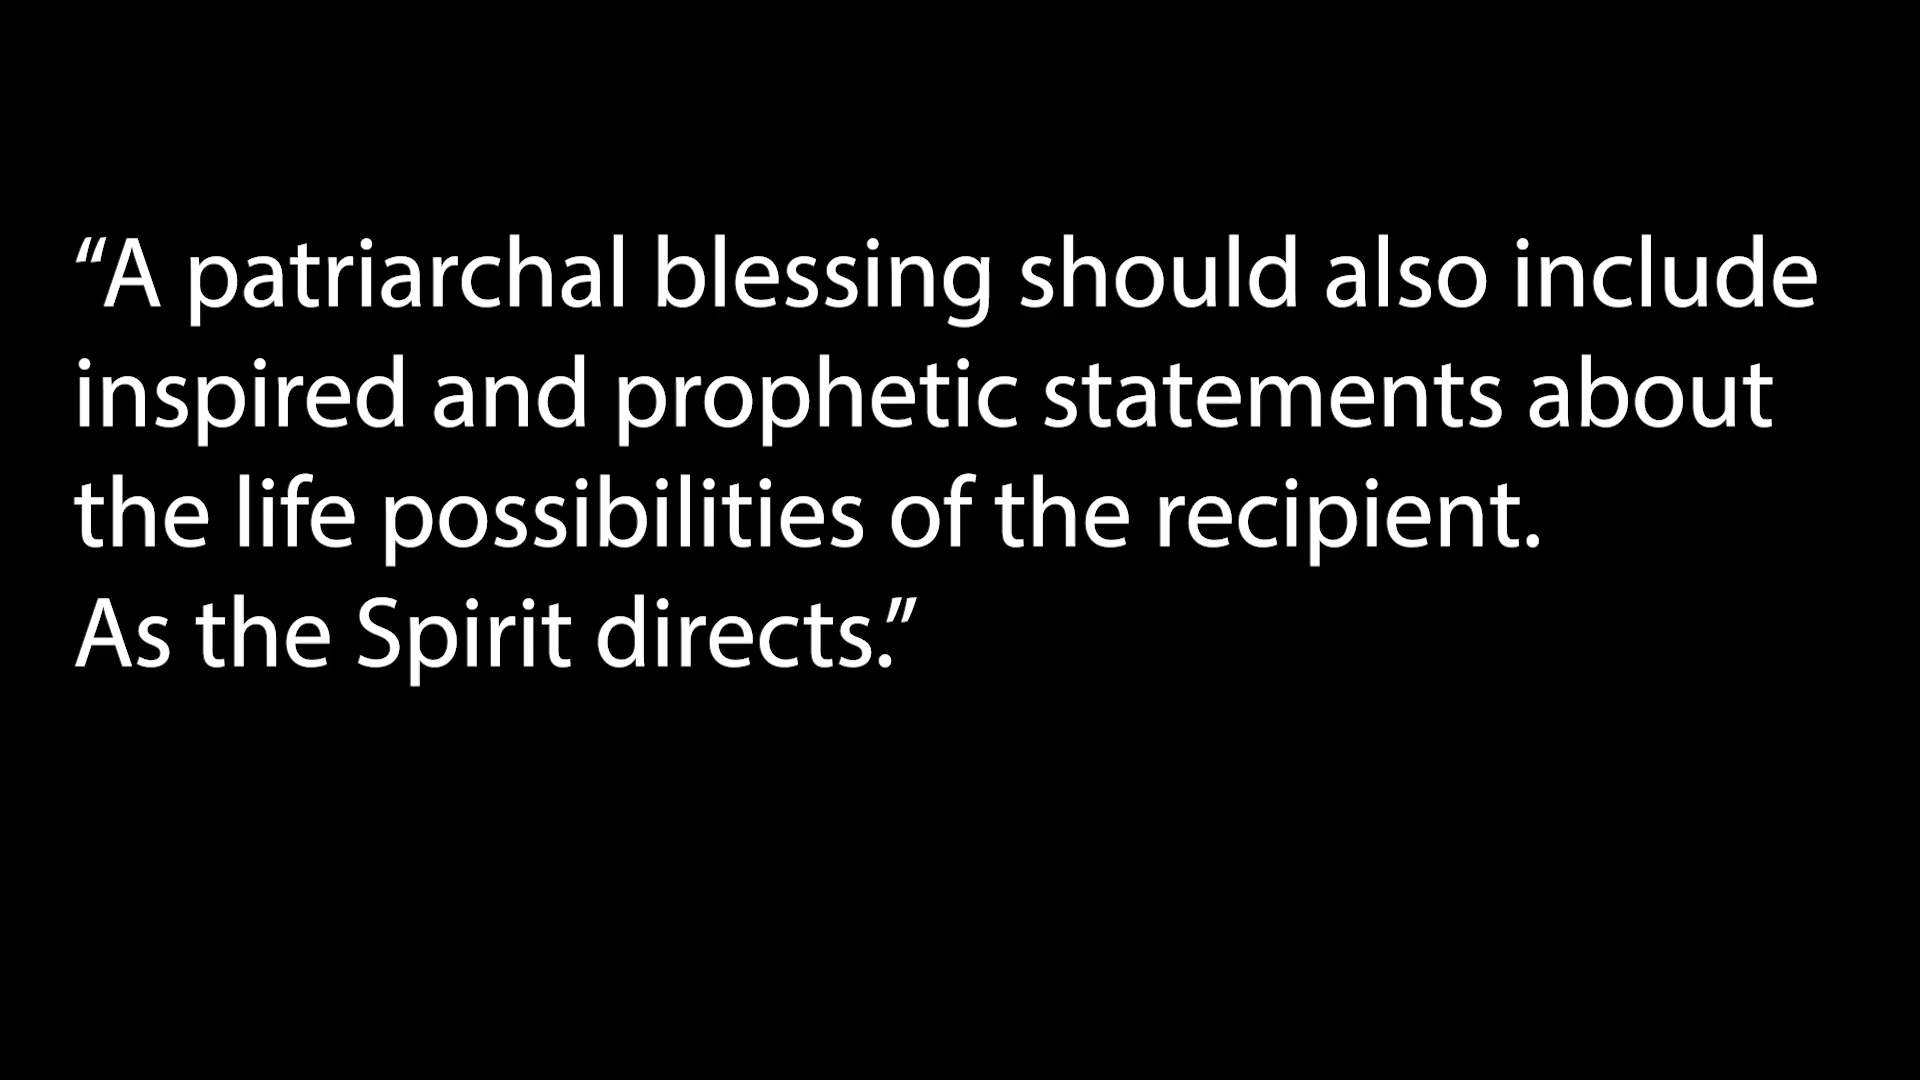 “A patriarchal blessing should also include
inspired and prophetic statements about
the life possibilities of the recipient.
As the Spirit directs.”